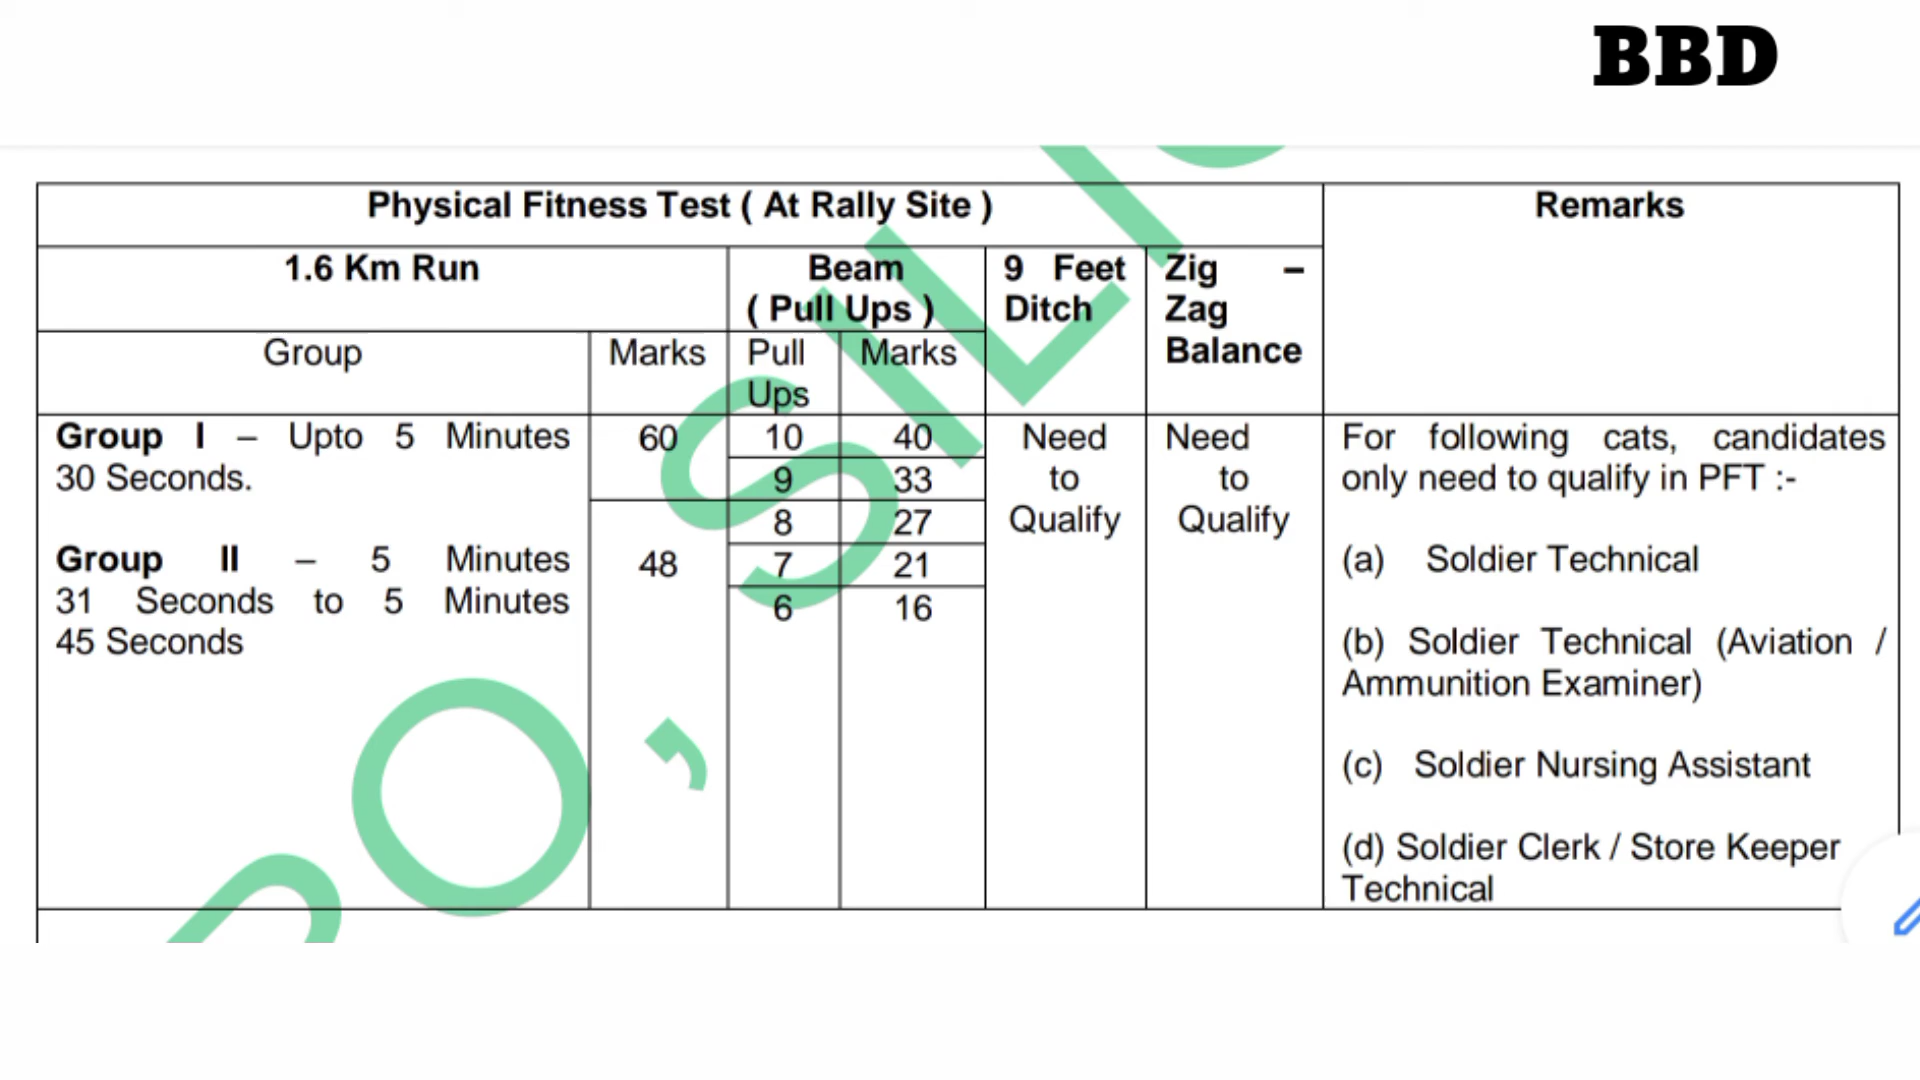 BBD
Physical Fitness Test ( At Rally Site )
Remarks
1.6 Km Run
Beam
( Pull Ups )
9 Feet
Ditch
Zig –
Zag
Balance
Group
Marks
Pull
Ups
Marks
Group I – Upto 5 Minutes
30 Seconds.
60
Group II – 5 Minutes
31 Seconds to 5 Minutes
45 Seconds
48
10 40
9 33
8 27
7 21
6 16
Need
to
Qualify
Need
to
Qualify
For following cats, candidates
only need to qualify in PFT :-
(a) Soldier Technical
(b) Soldier Technical (Aviation /
Ammunition Examiner)
(c) Soldier Nursing Assistant
(d) Soldier Clerk / Store Keeper
Technical